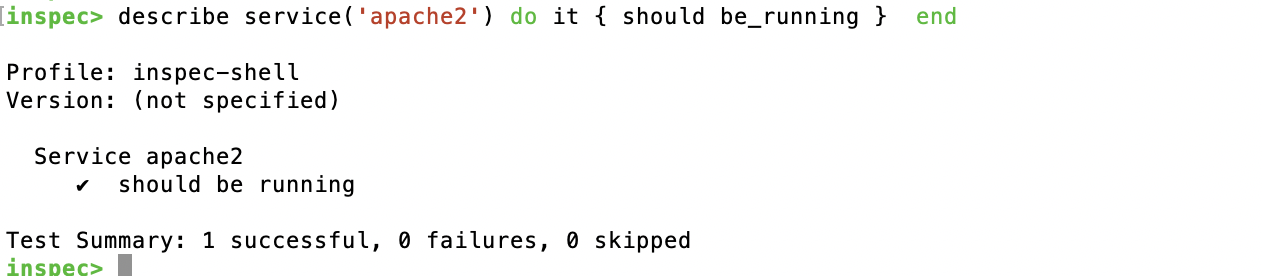 inspec> describe service('apache2') do it { should be_running }  end
Profile: inspec-shell
Version: (not specified)
Service apache2
✔ should be running
Test Summary: 1 successful, 0 failures, 0 skipped
inspec>